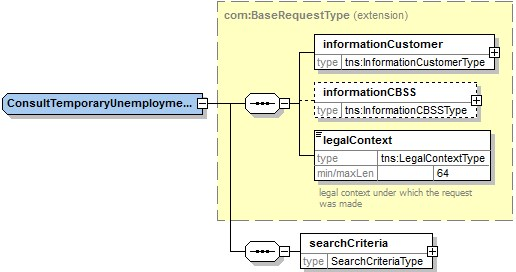 com:BaseRequestType (extension)
informationCustomer
type tns:InformationCustomerType
ConsultTemporaryUnemployme...
informationCBSS
type tns:InformationCBSSType
legalContext
type tns:LegalContextType
min/maxLen 64
legal context under which the request
was made
searchCriteria
type SearchCriteriaType